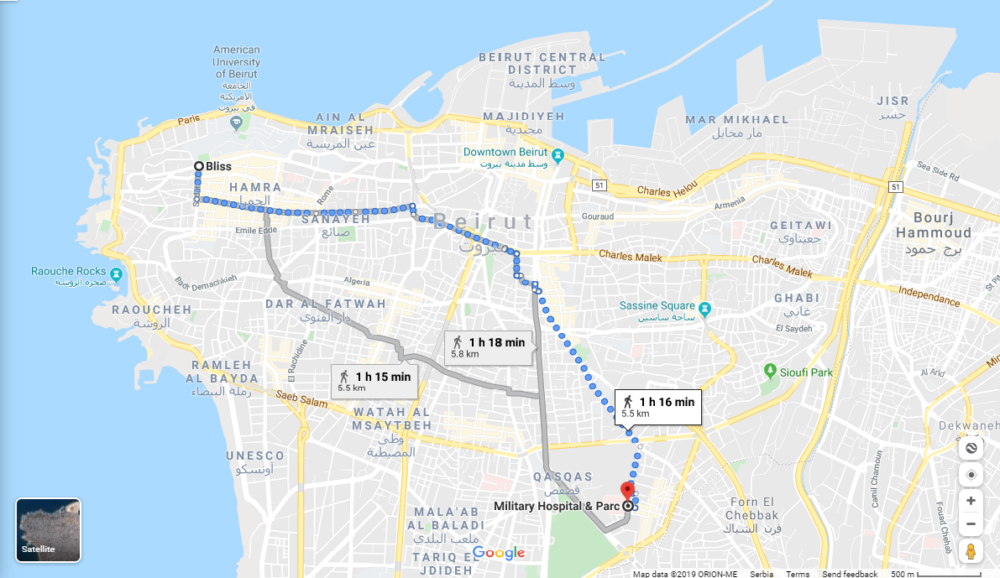 American
University
of Beirut
الجامعة
الأمريكية
في بيروت
BEIRUT CENTRAL
DISTRICT
وسط المدينة
JISR
جسر
Paris
AIN AL
MRAISEH
عين المريسة
MAJIDIYEH
مجيدية
MAR MIKHAEL
مار مخايل
Downtown Beirut
وسط مدينة بيروت
Bliss
Sea Side Rd
51
51
HAMRA
الحمرا
Rome
Charles Helou
Armenia
SANAYEH
صنائع
Beirut
بيروت
Gouraud
GEITAWI
جعيتاوي
Bourj
Hammoud
برج حمود
Emile Edde
Charles Malek
Charles Malek
Raouche Rocks
صخرة الروشة
Badr Demachkieh
Algeria
Independance
RAOUCHEH
الروشة
DAR AL FATWAH
دار الفتوى
Sassine Square
ساحة ساسين
GHABI
غابي
El Saydeh
1 h 18 min
5.8 km
El Rachidine
RAMLEH
AL BAYDA
رملة البيضاء
1 h 15 min
5.5 km
Sioufi Park
Al Arid
Saeb Salam
1 h 16 min
5.5 km
WATAH AL
MSAYTBEH
وطى
المصيطبة
Dekwaneh
UNESCO
أونسكو
QASQAS
قصقص
Camil Chamoun
Military Hospital & Parc
MALA'AB
AL BALADI
ملعب البلدي
Forn El
Chebbak
فرن الشباك
Fouad Chehab
Satellite
TARIQ EL
JDIDEH
Google
Map data ©2019 ORION-ME Serbia Terms Send feedback 500 m